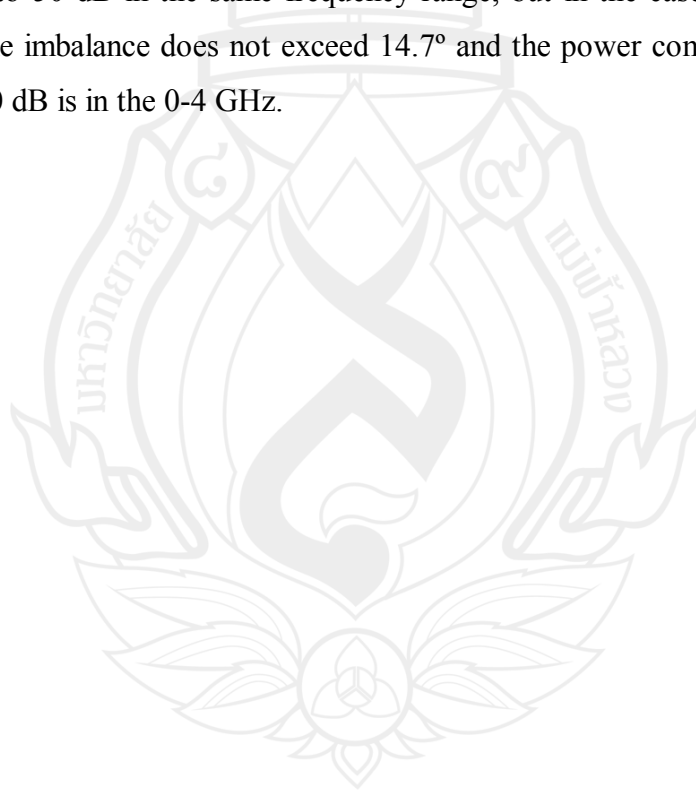 dB in the same frequency range, but in the case
e imbalance does not exceed 14.7º and the power con
dB is in the 0-4 GHz.
๘ ๙
มหาวิทยาลัย
แม่ฟ้าหลวง